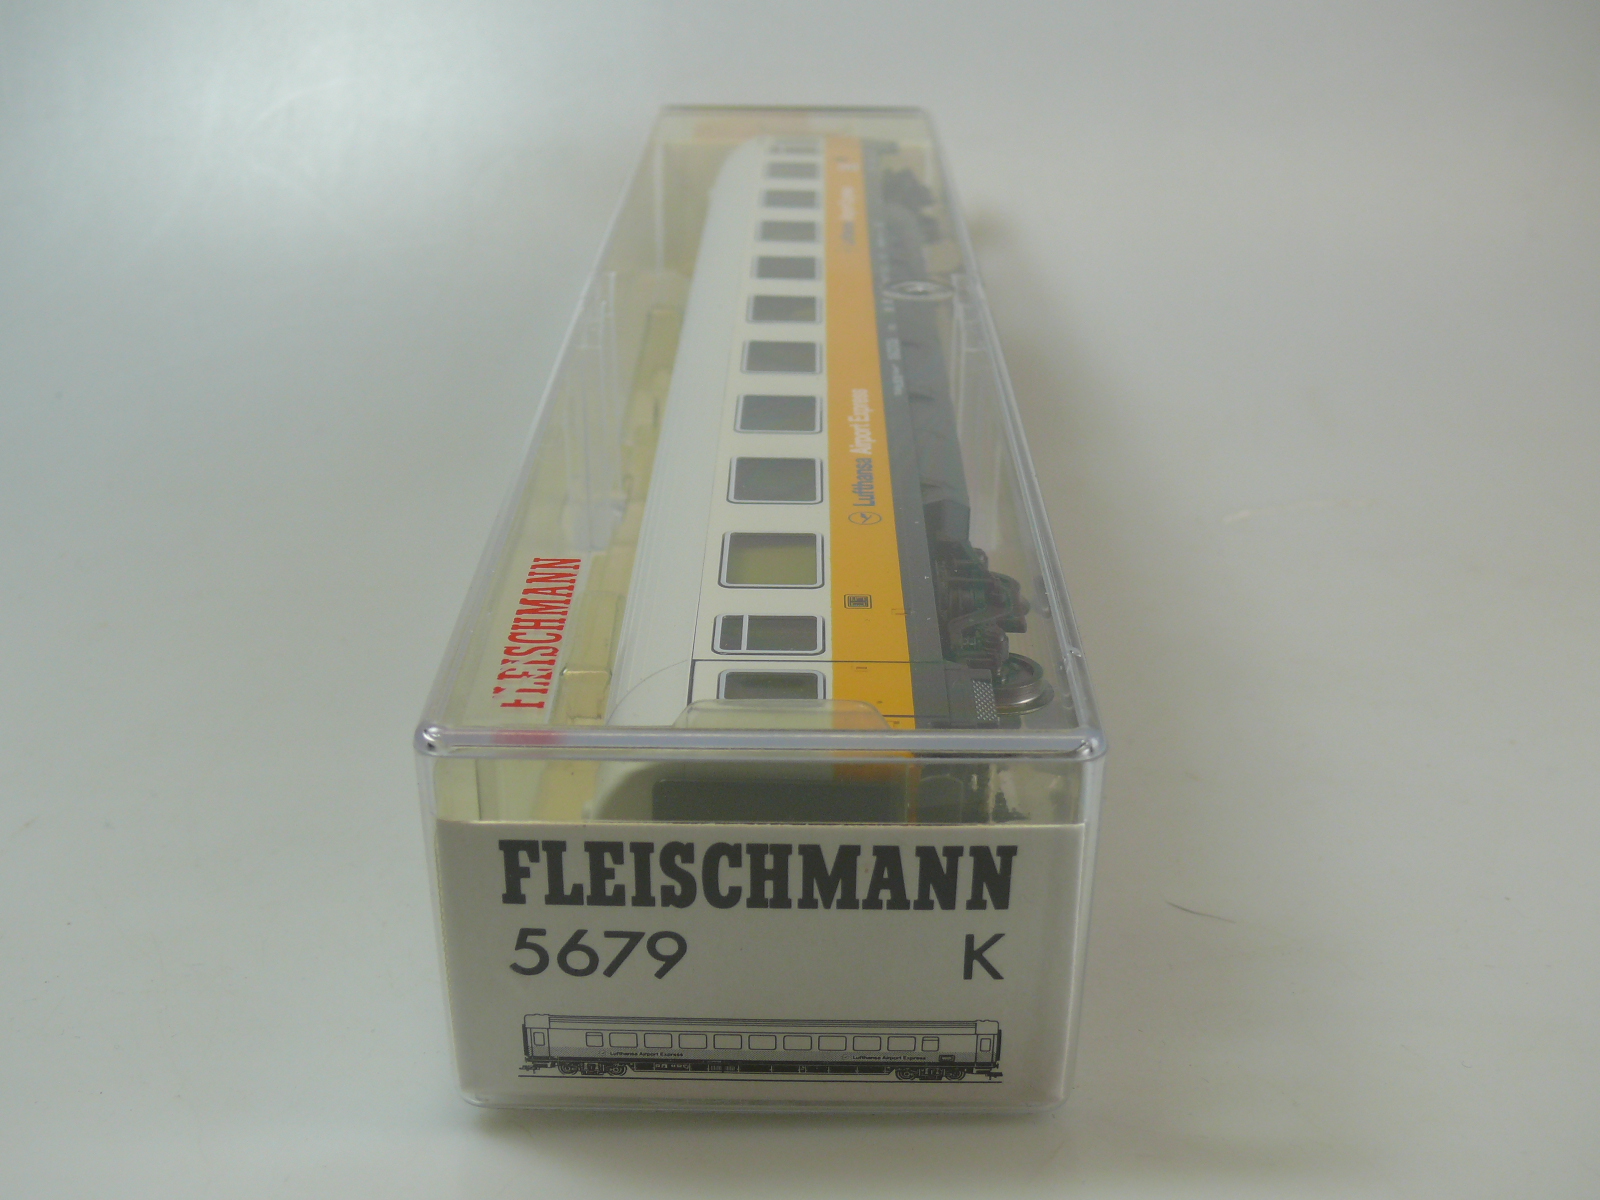 Lufthansa Airport Express
FLEISCHMANN
FLEISCHMANN
5679 K
Lufthansa Airport Express Lufthansa Airport Express